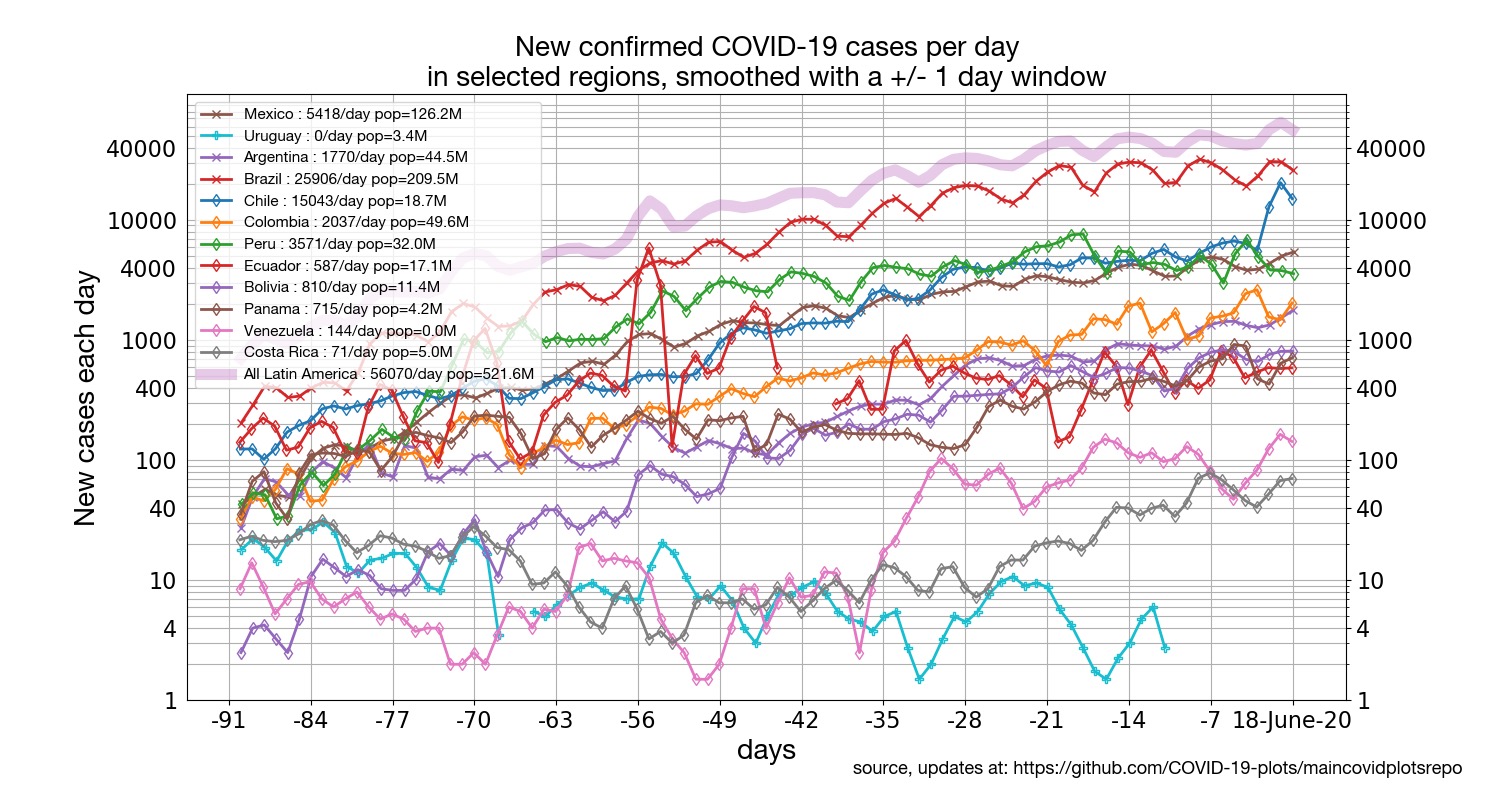 New confirmed COVID-19 cases per day
in selected regions, smoothed with a +/- 1 day window
Mexico : 5418/day pop=126.2M
Uruguay : 0/day pop=3.4M
Argentina : 1770/day pop=44.5M
Brazil : 25906/day pop=209.5M
Chile : 15043/day pop=18.7M
Colombia : 2037/day pop=49.6M
Peru : 3571/day pop=32.0M
Ecuador : 587/day pop=17.1M
Bolivia : 810/day pop=11.4M
Panama : 715/day pop=4.2M
Venezuela : 144/day pop=0.0M
Costa Rica : 71/day pop=5.0M
All Latin America : 56070/day pop=521.6M
New cases each day
40000
10000
4000
1000
400
100
40
10
4
1
40000
10000
4000
1000
400
100
40
10
4
1
-91 -84 -77 -70 -63 -56 -49 -42 -35 -28 -21 -14 -7 18-June-20
days
source, updates at: https://github.com/COVID-19-plots/maincovidplotsrepo